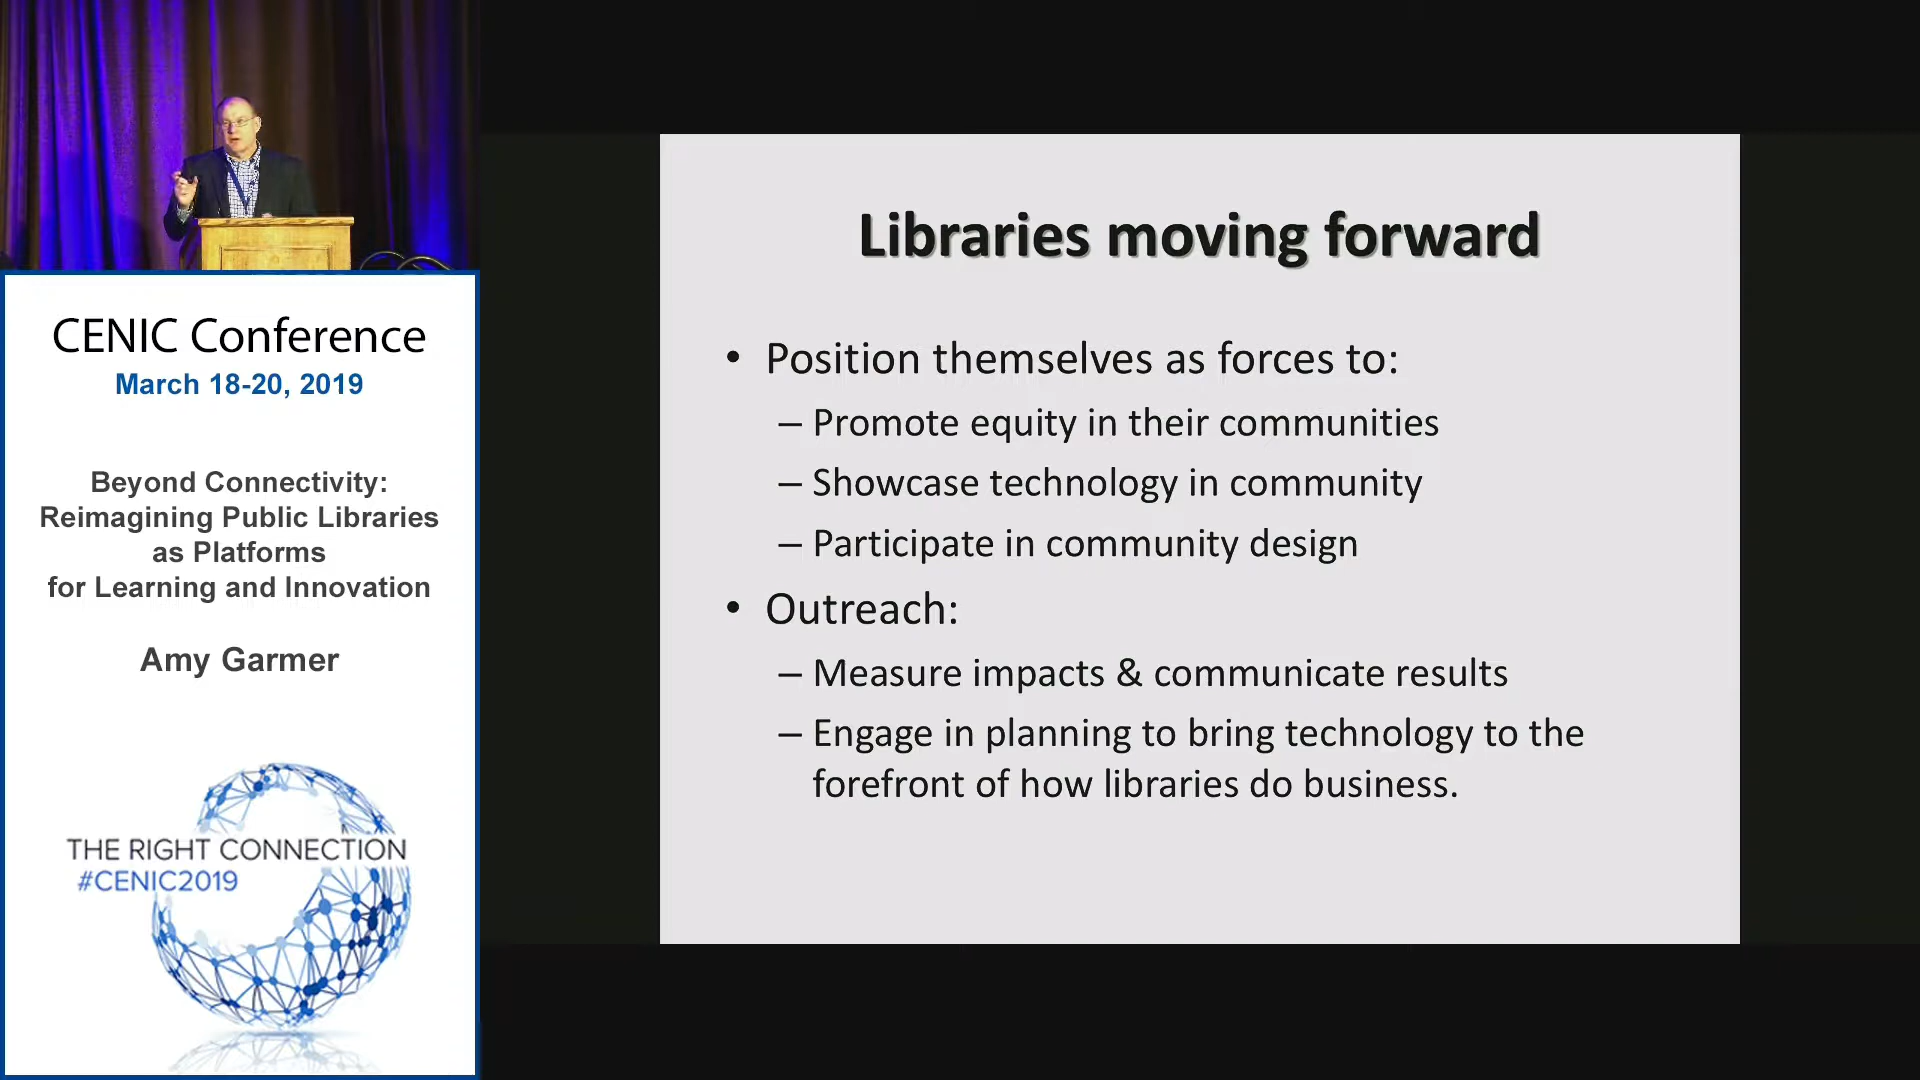 CENIC Conference
March 18-20, 2019
Beyond Connectivity:
Reimagining Public Libraries
as Platforms
for Learning and Innovation
Amy Garmer
THE RIGHT CONNECTION
#CENIC2019
Libraries moving forward
• Position themselves as forces to:
– Promote equity in their communities
– Showcase technology in community
– Participate in community design
• Outreach:
– Measure impacts & communicate results
– Engage in planning to bring technology to the
forefront of how libraries do business.